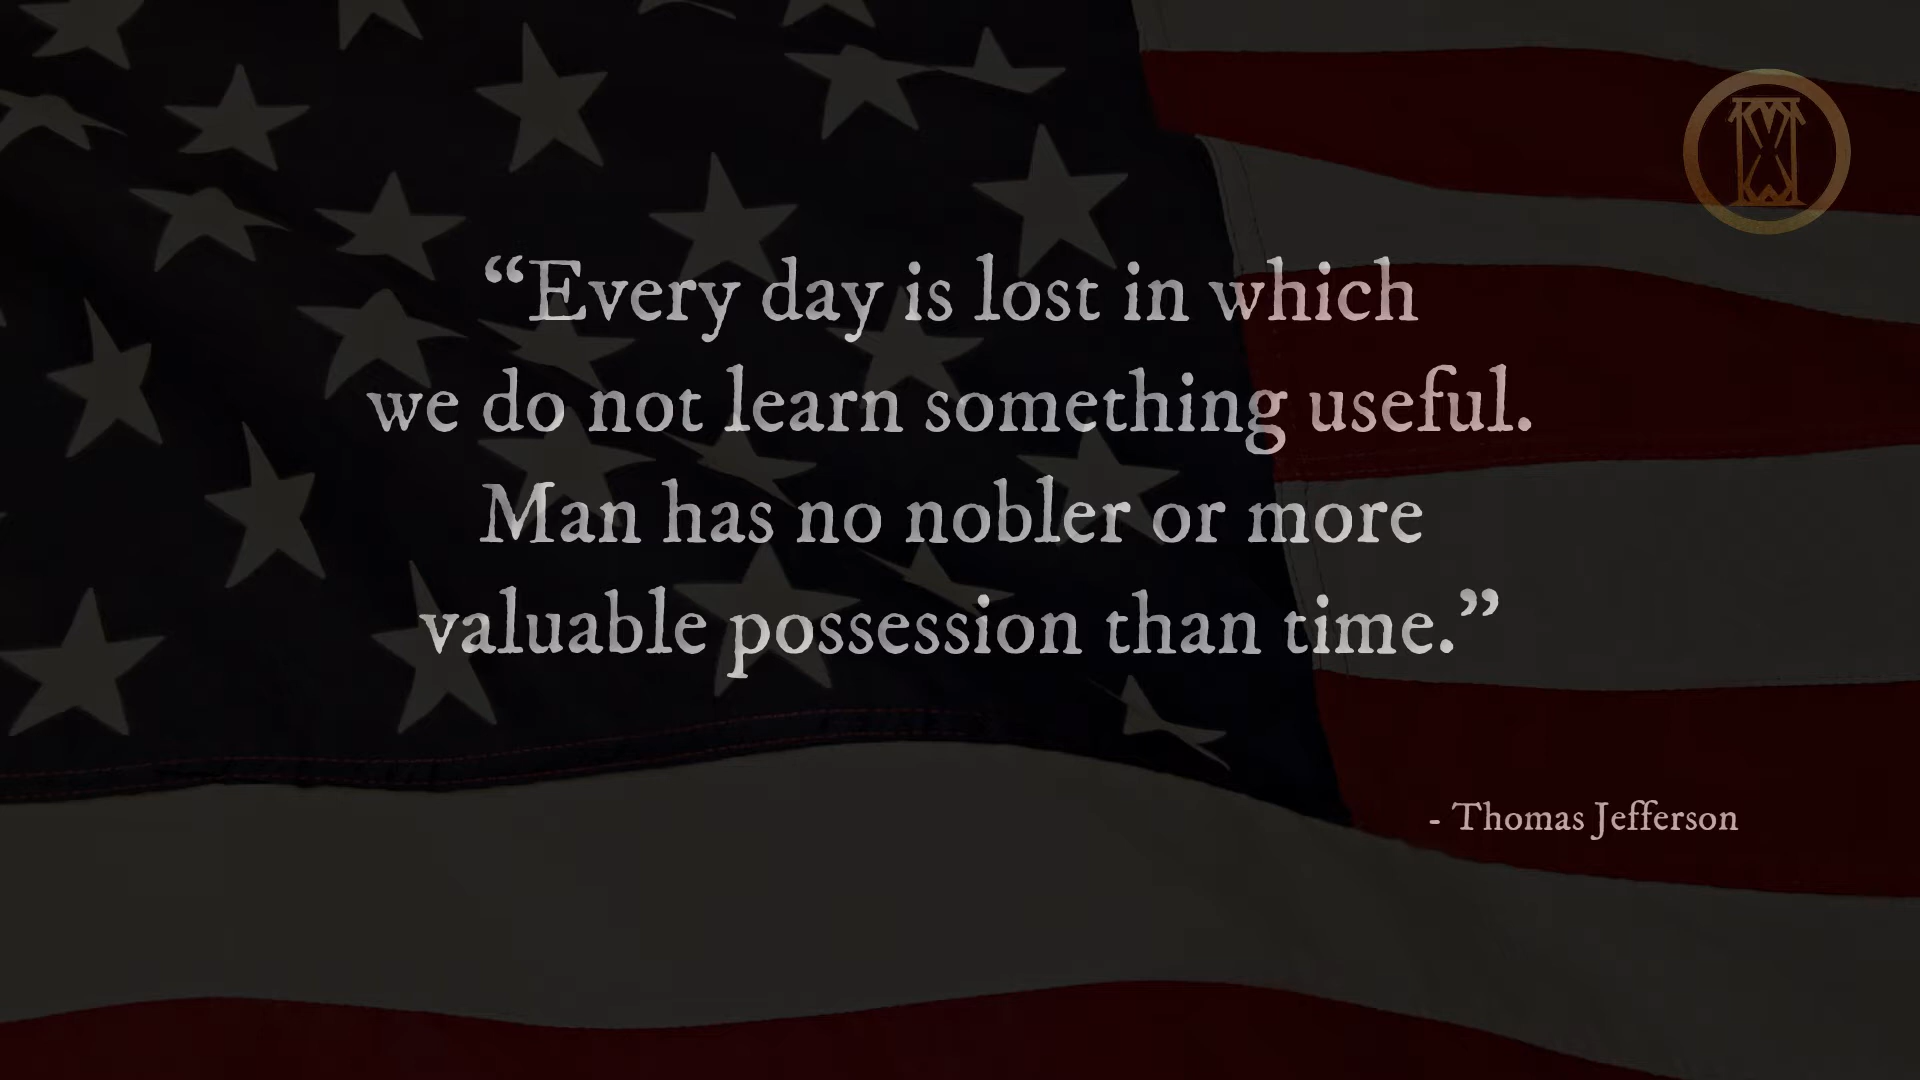 “Every day is lost in which
we do not learn something useful.
Man has no nobler or more
valuable possession than time.”
- Thomas Jefferson